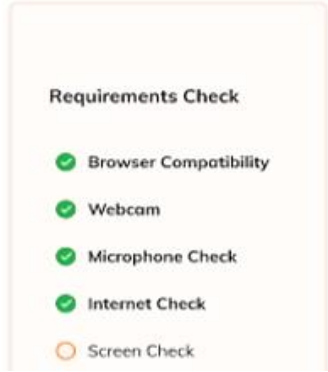 Requirements Check
Browser Compatibility
Webcam
Microphone Check
Internet Check
Screen Check